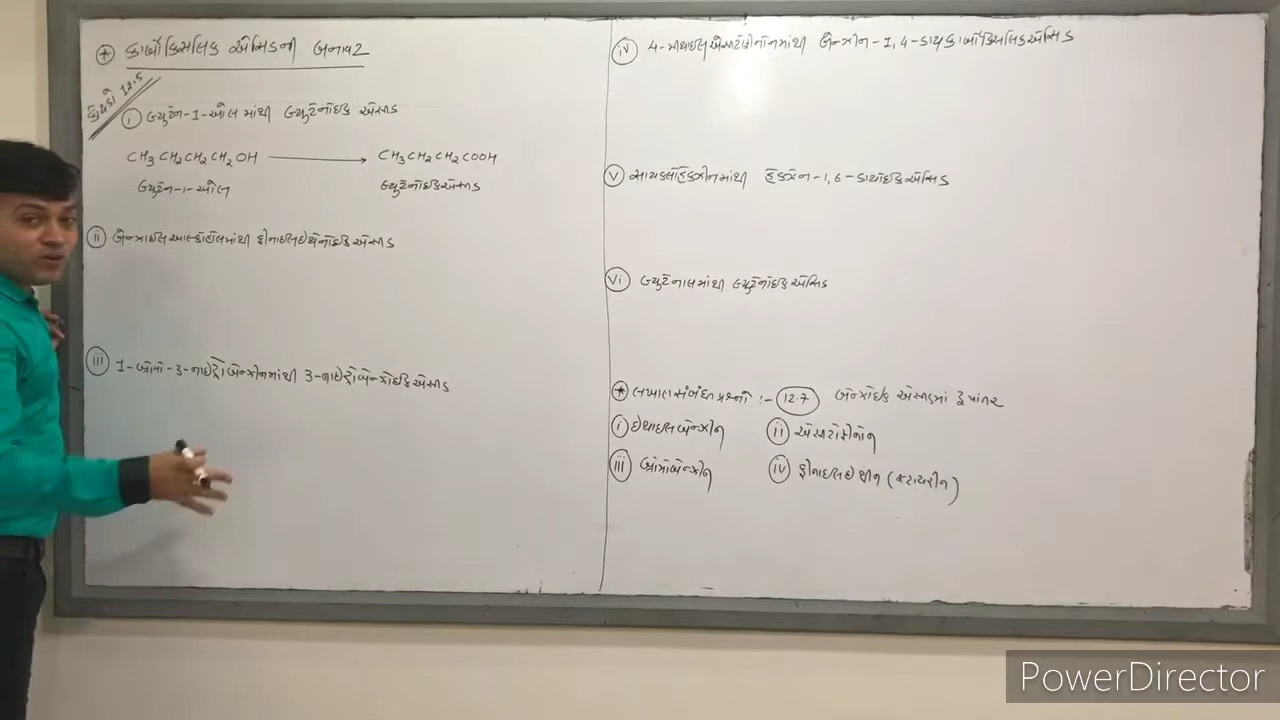 * કાર્બોક્સિલિક એસિડની બનાવટ
કોયડો 12.5
i બ્યુટેન-1-ઓલ માંથી બ્યુટેનોઇક એસિડ
CH3 CH2 CH2 CH2 OH ⟶ CH3 CH2 CH2 COOH
બ્યુટેન-1-ઓલ બ્યુટેનોઇક એસિડ
ii બેન્ઝાઇલ આલ્કોહોલમાંથી ફીનાઇલઇથેનોઇક એસિડ
iii 1-બ્રોમો-3-નાઇટ્રોબેન્ઝીનમાંથી 3-નાઇટ્રોબેન્ઝોઇક એસિડ
iv 4-મીથાઇલએસીટોફીનોનમાંથી બેન્ઝીન-1,4-ડાયકાર્બોક્સિલિક એસિડ
v સાયક્લોહેક્ઝીનમાંથી હેક્ઝેન-1,6-ડાયોઇક એસિડ
vi બ્યુટેનાલમાંથી બ્યુટેનોઇક એસિડ
* લખાણ સંબંધિત પ્રશ્નો :- 12.7 બેન્ઝોઇક એસિડમાં રૂપાંતર
i ઇથાઇલબેન્ઝીન ii એસીટોફીનોન
iii બ્રોમોબેન્ઝીન iv ફીનાઇલઇથીન (સ્ટાયરીન)
PowerDirector